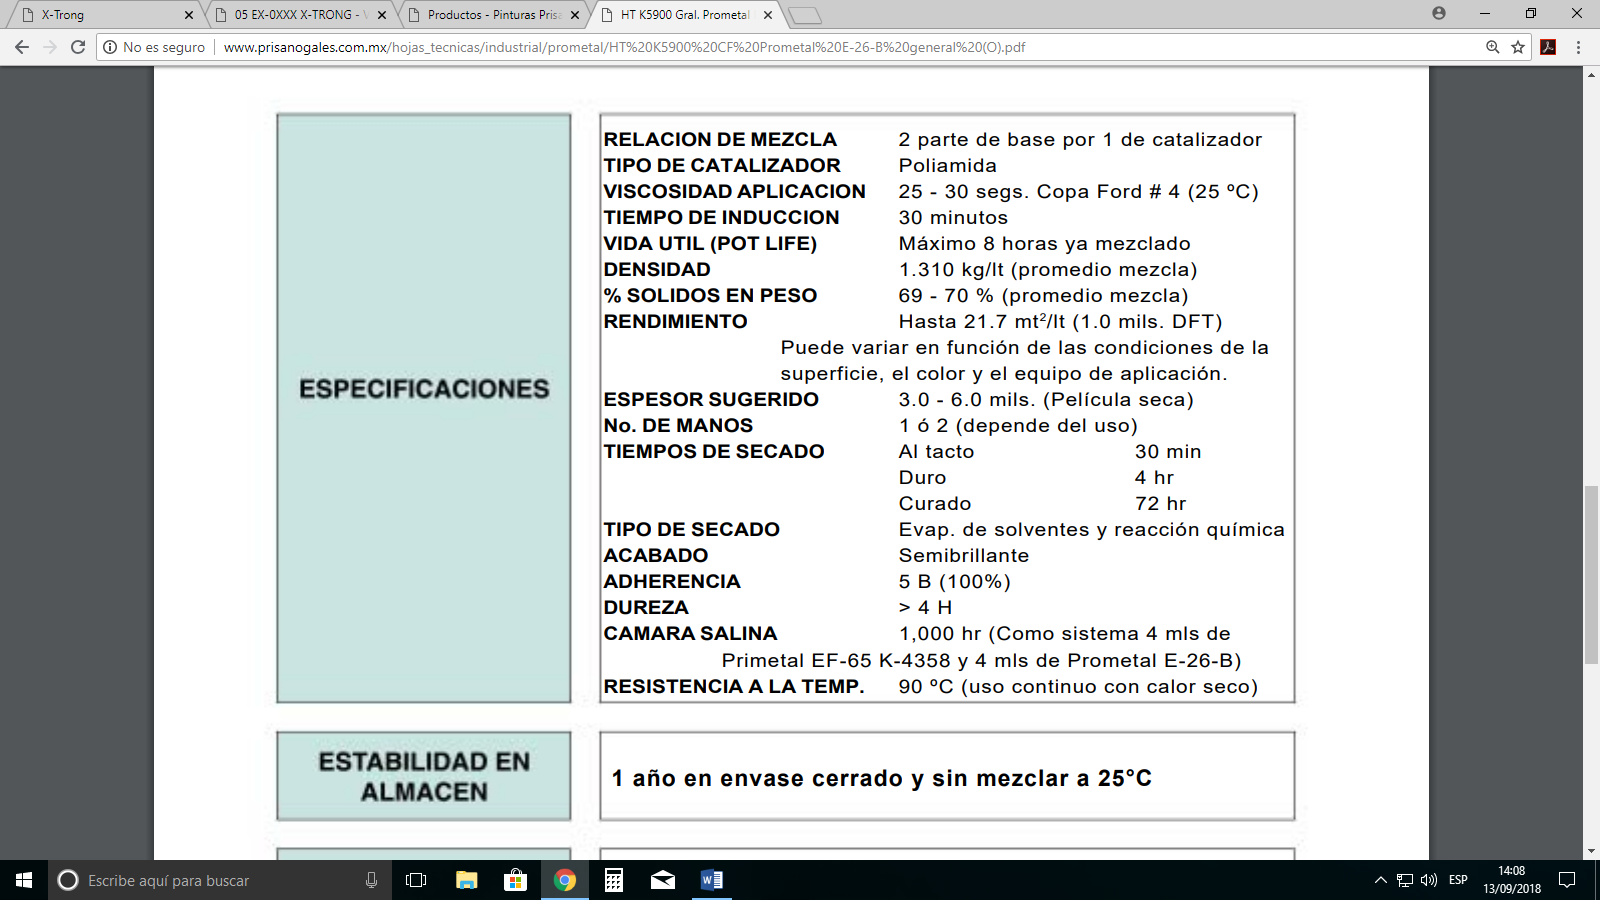 X-Trong
05 EX-0XXX X-TRONG - 
Productos - Pinturas Pris
HT K5900 Gral. Prometal
No es seguro
www.prisanogales.com.mx/hojas_tecnicas/industrial/prometal/HT%20K5900%20CF%20Prometal%20E-26-B%20general%20(O).pdf
ESPECIFICACIONES
RELACION DE MEZCLA 2 parte de base por 1 de catalizador
TIPO DE CATALIZADOR Poliamida
VISCOSIDAD APLICACION 25 - 30 segs. Copa Ford # 4 (25 ºC)
TIEMPO DE INDUCCION 30 minutos
VIDA UTIL (POT LIFE) Máximo 8 horas ya mezclado
DENSIDAD 1.310 kg/lt (promedio mezcla)
% SOLIDOS EN PESO 69 - 70 % (promedio mezcla)
RENDIMIENTO Hasta 21.7 mt²/lt (1.0 mils. DFT)
Puede variar en función de las condiciones de la
superficie, el color y el equipo de aplicación.
ESPESOR SUGERIDO 3.0 - 6.0 mils. (Película seca)
No. DE MANOS 1 ó 2 (depende del uso)
TIEMPOS DE SECADO Al tacto 30 min
Duro 4 hr
Curado 72 hr
TIPO DE SECADO Evap. de solventes y reacción química
ACABADO Semibrillante
ADHERENCIA 5 B (100%)
DUREZA > 4 H
CAMARA SALINA 1,000 hr (Como sistema 4 mls de
Primetal EF-65 K-4358 y 4 mls de Prometal E-26-B)
RESISTENCIA A LA TEMP. 90 ºC (uso continuo con calor seco)
ESTABILIDAD EN
ALMACEN
1 año en envase cerrado y sin mezclar a 25°C
Escribe aquí para buscar
ESP
14:08
13/09/2018